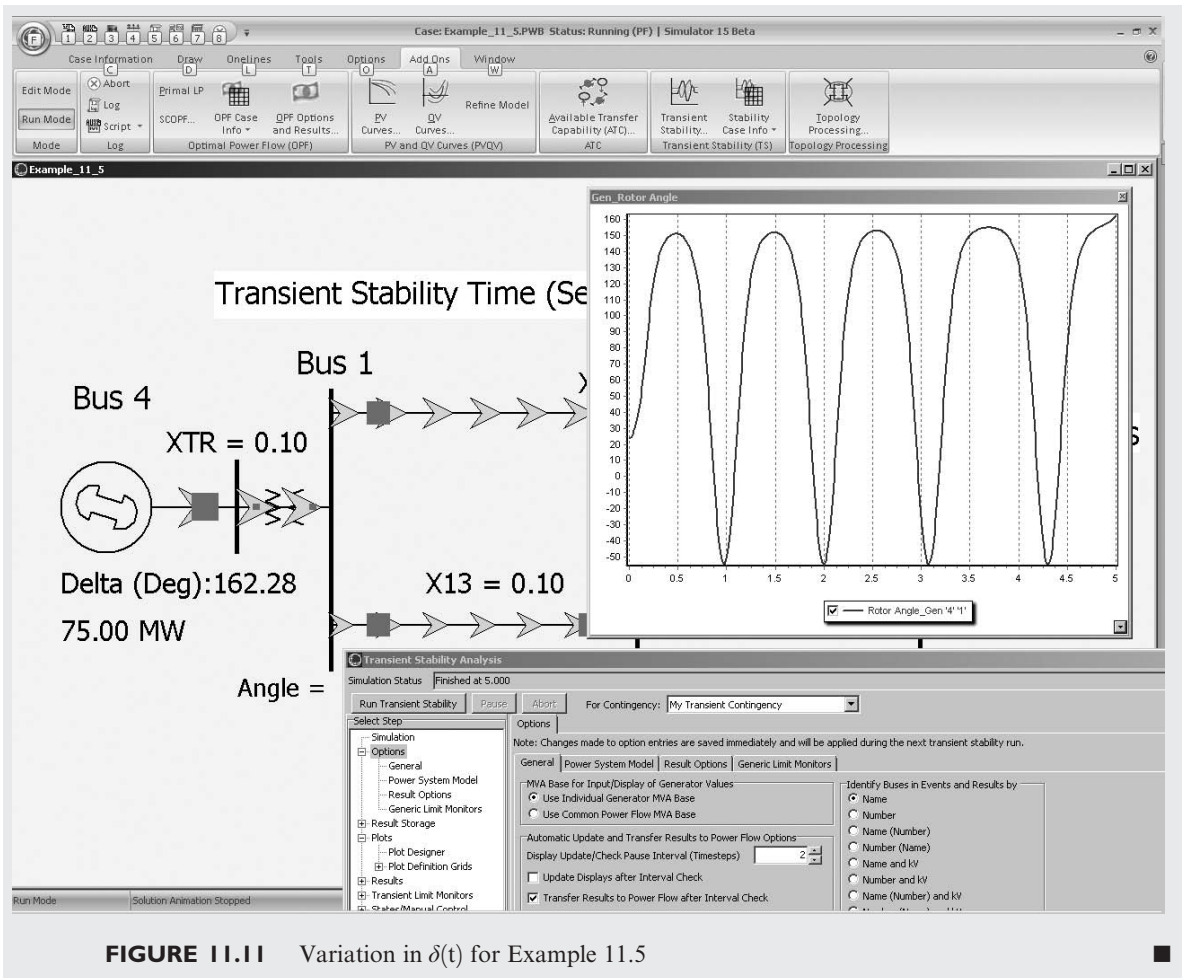 F
1 2 3 4 5 6 7 8
Case: Example_11_5.PWB Status: Running (PF) | Simulator 15 Beta
Case Information Draw Onelines Tools Options Add Ons Window
C D L T O A W
Edit Mode
Run Mode
Mode
Abort
Log
Script
Log
Primal LP
SCOPF...
OPF Case
Info
OPF Options
and Results...
Optimal Power Flow (OPF)
PV
Curves...
QV
Curves...
Refine Model
PV and QV Curves (PVQV)
Available Transfer
Capability (ATC)...
ATC
Transient
Stability...
Stability
Case Info
Transient Stability (TS)
Topology
Processing...
Topology Processing
Example_11_5
Transient Stability Time (Se
Bus 1
Bus 4
X
XTR = 0.10
s
Delta (Deg):162.28
X13 = 0.10
75.00 MW
Angle =
Gen_Rotor Angle
160
150
140
130
120
110
100
90
80
70
60
50
40
30
20
10
0
-10
-20
-30
-40
-50
0 0.5 1 1.5 2 2.5 3 3.5 4 4.5 5
Rotor Angle_Gen '4' '1'
Transient Stability Analysis
Simulation Status Finished at 5.000
Run Transient Stability Pause Abort For Contingency: My Transient Contingency
Select Step
Simulation
Options
General
Power System Model
Result Options
Generic Limit Monitors
Result Storage
Plots
Plot Designer
Plot Definition Grids
Results
Transient Limit Monitors
States/Manual Control
Options
Note: Changes made to option entries are saved immediately and will be applied during the next transient stability run.
General Power System Model Result Options Generic Limit Monitors
MVA Base for Input/Display of Generator Values
Use Individual Generator MVA Base
Use Common Power Flow MVA Base
Automatic Update and Transfer Results to Power Flow Options
Display Update/Check Pause Interval (Timesteps) 2
Update Displays after Interval Check
Transfer Results to Power Flow after Interval Check
Identify Buses in Events and Results by
Name
Number
Name (Number)
Number (Name)
Name and kV
Number and kV
Name (Number) and kV
Run Mode Solution Animation Stopped
FIGURE 11.11 Variation in δ(t) for Example 11.5